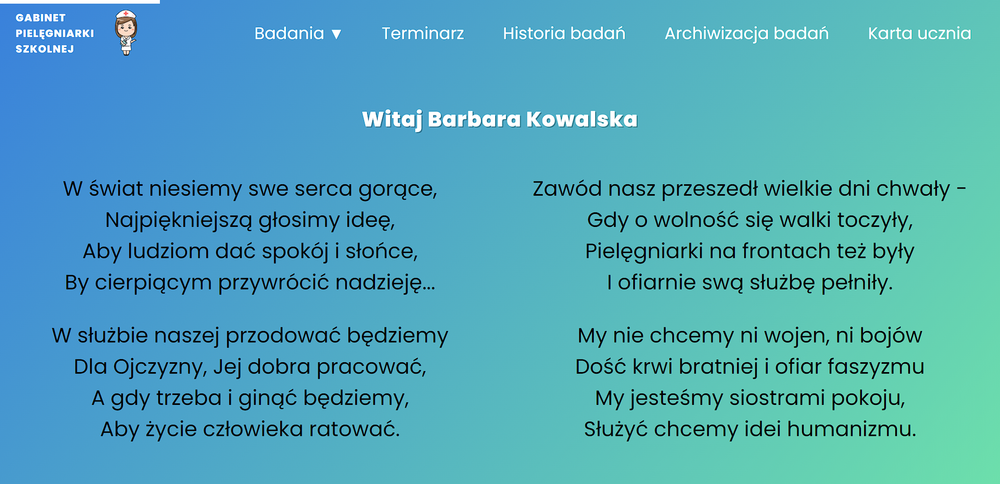 GABINET
PIELĘGNIARKI
SZKOLNEJ
Badania ▼
Terminarz
Historia badań
Archiwizacja badań
Karta ucznia
Witaj Barbara Kowalska
W świat niesiemy swe serca gorące,
Najpiękniejszą głosimy ideę,
Aby ludziom dać spokój i słońce,
By cierpiącym przywrócić nadzieję...
W służbie naszej przodować będziemy
Dla Ojczyzny, Jej dobra pracować,
A gdy trzeba i ginąć będziemy,
Aby życie człowieka ratować.
Zawód nasz przeszedł wielkie dni chwały -
Gdy o wolność się walki toczyły,
Pielęgniarki na frontach też były
I ofiarnie swą służbę pełniły.
My nie chcemy ni wojen, ni bojów
Dość krwi bratniej i ofiar faszyzmu
My jesteśmy siostrami pokoju,
Służyć chcemy idei humanizmu.